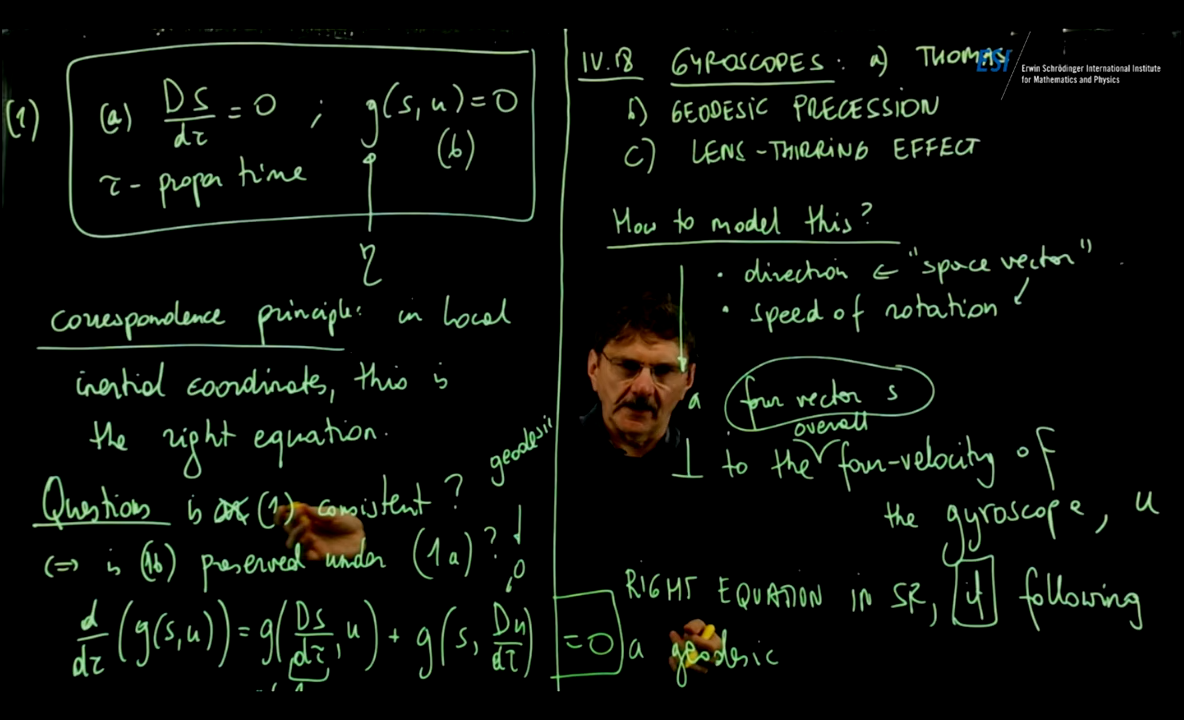 (1) (a) Ds/dτ = 0 ; g(s, u) = 0 (b)
τ - proper time
η
correspondence principle: in local
inertial coordinate, this is
the right equation.
Questions is (1) consistent?
geodesic
<=> is (1b) preserved under (1a)?
0
d/dτ (g(s,u)) = g(Ds/dτ, u) + g(s, Du/dτ) = 0
IV.18 GYROSCOPES: a) THOMAS
b) GEODESIC PRECESSION
c) LENS-THIRRING EFFECT
How to model this?
• direction ∈ "space vector"
• speed of rotation
a four vector s
overall
⊥ to the four-velocity of
the gyroscope, u
RIGHT EQUATION IN SR, if following
a geodesic
ESI Erwin Schrödinger International Institute
for Mathematics and Physics